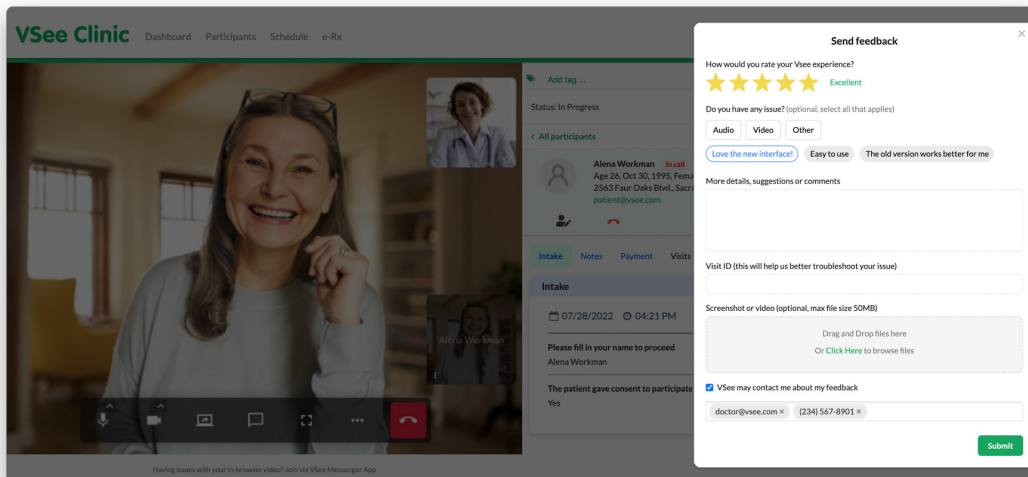 VSee Clinic
Dashboard Participants Schedule e-Rx
Add tag ...
Status: In Progress
< All participants
Alena Workman In call
Age 26, Oct 30, 1995, Fema
2563 Faur Oaks Blvd., Sacra
patient@vsee.com
Intake Notes Payment Visits
Intake
07/28/2022 04:21 PM
Please fill in your name to proceed
Alena Workman
The patient gave consent to participate
Yes
Alena Workman
Having issues with your in-browser video? Join via VSee Messenger App
Send feedback
How would you rate your Vsee experience?
Excellent
Do you have any issue? (optional, select all that applies)
Audio Video Other
Love the new interface! Easy to use The old version works better for me
More details, suggestions or comments
Visit ID (this will help us better troubleshoot your issue)
Screenshot or video (optional, max file size 50MB)
Drag and Drop files here
Or Click Here to browse files
VSee may contact me about my feedback
doctor@vsee.com × (234) 567-8901 ×
Submit